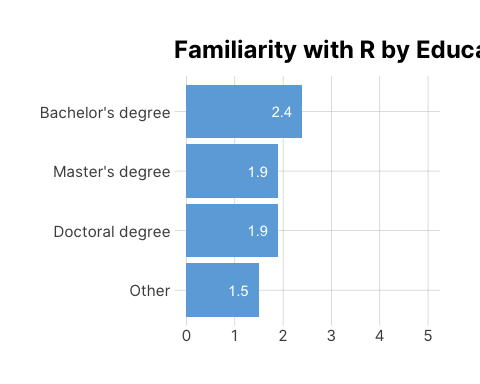 Familiarity with R by Educa
Bachelor's degree 2.4
Master's degree 1.9
Doctoral degree 1.9
Other 1.5
0 1 2 3 4 5